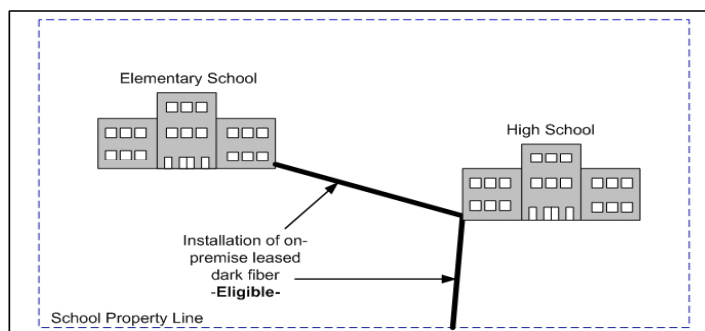 Elementary School
High School
Installation of on-
premise leased
dark fiber
-Eligible-
School Property Line